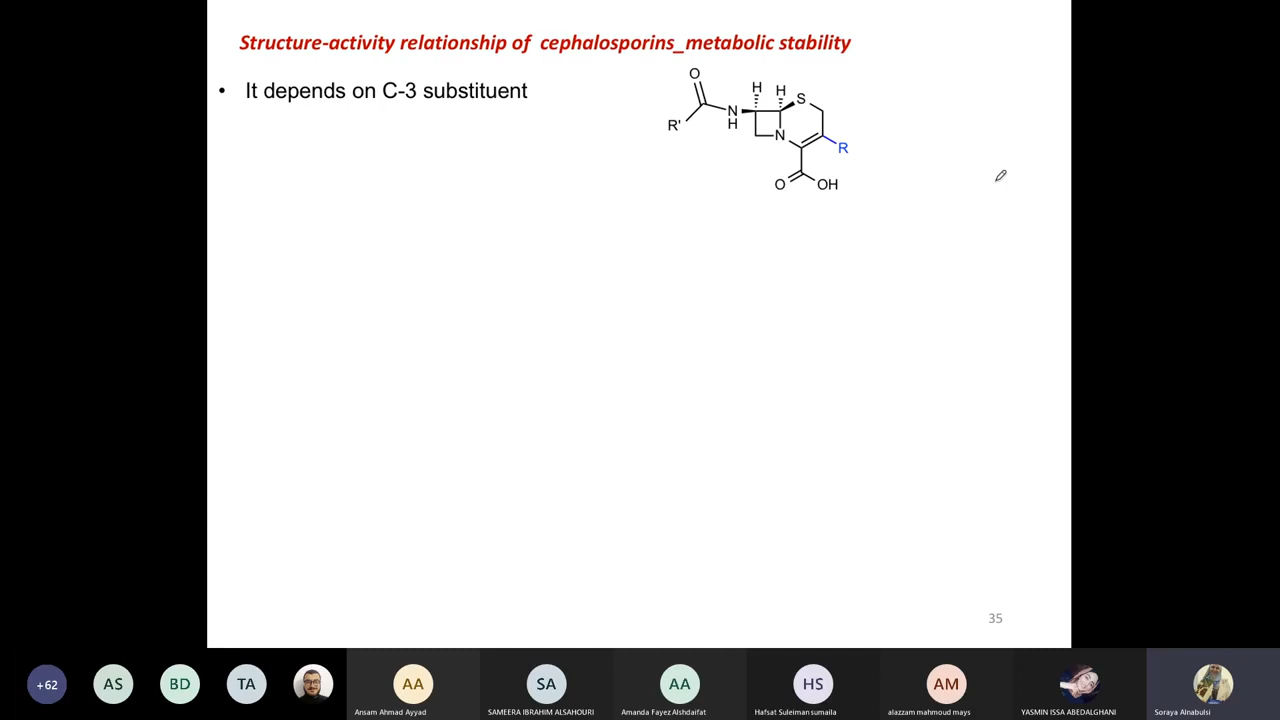 Structure-activity relationship of cephalosporins_metabolic stability
• It depends on C-3 substituent
O
H H S
R' N H N R
O OH
35
+62 AS BD TA AA SA AA HS AM
Ansam Ahmad Ayyad SAMEERA IBRAHIM ALSAHOURI Amanda Fayez Alshdaifat Hafsat Suleiman sumaila alazzam mahmoud mays YASMIN ISSA ABEDALGHANI Soraya Alnabulsi